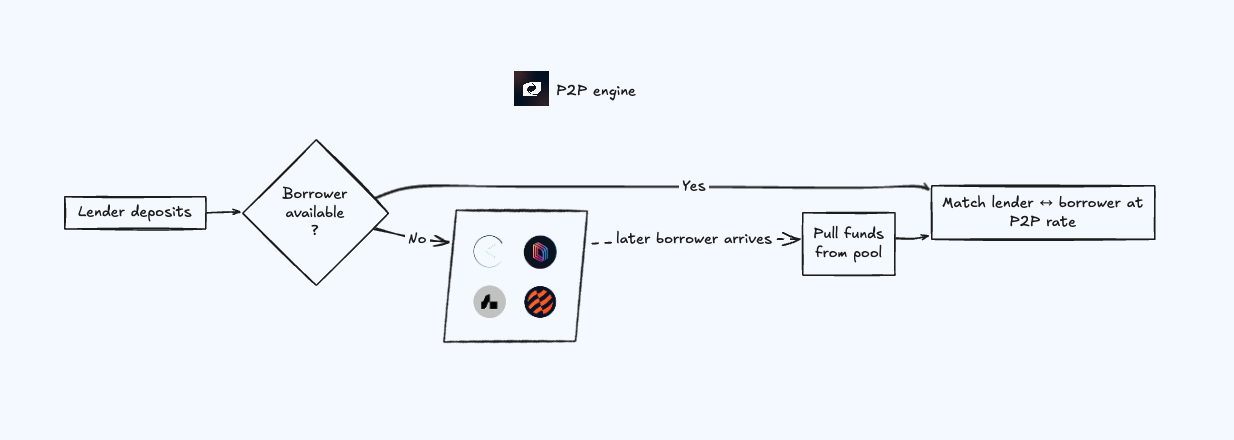 P2P engine
Lender deposits
Borrower
available
?
Yes
No
later borrower arrives
Pull funds
from pool
Match lender ↔ borrower at
P2P rate